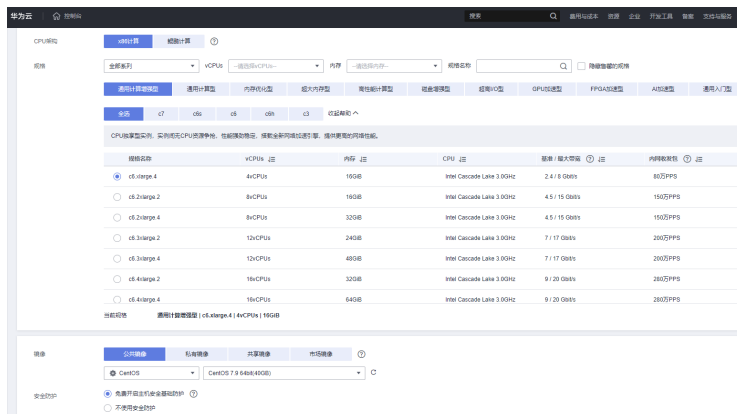 华为云 控制台 搜索 费用与成本 资源 企业 开发工具 备案 支持与服务
CPU架构 x86计算 鲲鹏计算
规格 全部系列 vCPUs --请选择vCPUs-- 内存 --请选择内存-- 规格名称 隐藏售罄的规格
通用计算增强型 通用计算型 内存优化型 超大内存型 高性能计算型 磁盘增强型 超高I/O型 GPU加速型 FPGA加速型 AI加速型 通用入门型
全选 c7 c6s c6 c6h c3 收起帮助
CPU独享型实例，实例间无CPU资源争抢，性能强劲稳定，搭载全新网络加速引擎，提供更高的网络性能。
规格名称 vCPUs 内存 CPU 基准 / 最大带宽 内网收发包
c6.xlarge.4 4vCPUs 16GiB Intel Cascade Lake 3.0GHz 2.4 / 8 Gbit/s 80万PPS
c6.2xlarge.2 8vCPUs 16GiB Intel Cascade Lake 3.0GHz 4.5 / 15 Gbit/s 150万PPS
c6.2xlarge.4 8vCPUs 32GiB Intel Cascade Lake 3.0GHz 4.5 / 15 Gbit/s 150万PPS
c6.3xlarge.2 12vCPUs 24GiB Intel Cascade Lake 3.0GHz 7 / 17 Gbit/s 200万PPS
c6.3xlarge.4 12vCPUs 48GiB Intel Cascade Lake 3.0GHz 7 / 17 Gbit/s 200万PPS
c6.4xlarge.2 16vCPUs 32GiB Intel Cascade Lake 3.0GHz 9 / 20 Gbit/s 280万PPS
c6.4xlarge.4 16vCPUs 64GiB Intel Cascade Lake 3.0GHz 9 / 20 Gbit/s 280万PPS
当前规格 通用计算增强型 | c6.xlarge.4 | 4vCPUs | 16GiB
镜像 公共镜像 私有镜像 共享镜像 市场镜像
CentOS CentOS 7.9 64bit(40GB)
安全防护 免费开启主机安全基础防护
不使用安全防护